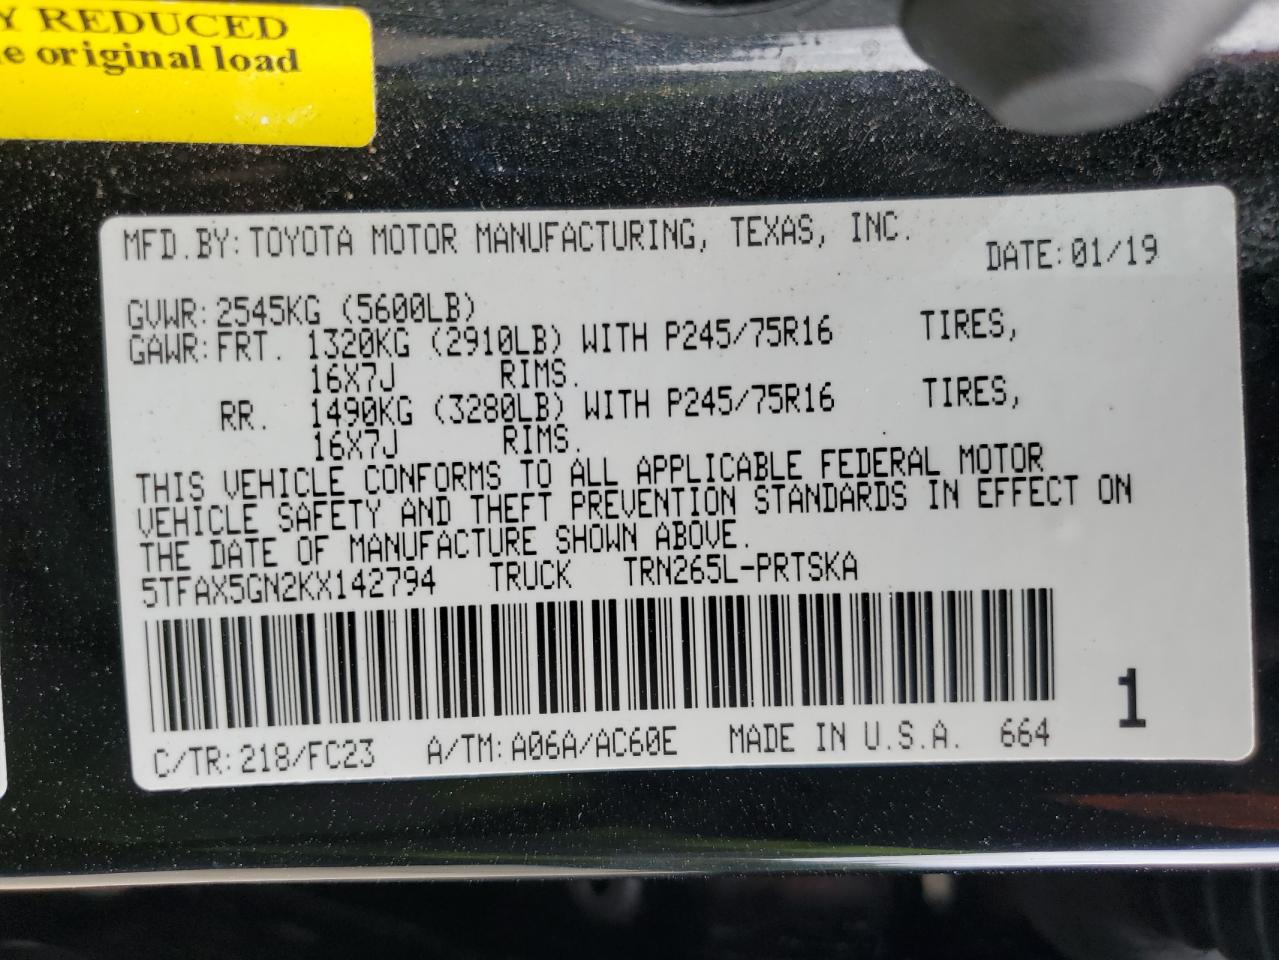 Y REDUCED
e original load
MFD.BY: TOYOTA MOTOR MANUFACTURING, TEXAS, INC.
DATE: 01/19
GVWR: 2545KG (5600LB)
GAWR: FRT. 1320KG (2910LB) WITH P245/75R16 TIRES,
16X7J RIMS.
RR. 1490KG (3280LB) WITH P245/75R16 TIRES,
16X7J RIMS.
THIS VEHICLE CONFORMS TO ALL APPLICABLE FEDERAL MOTOR
VEHICLE SAFETY AND THEFT PREVENTION STANDARDS IN EFFECT ON
THE DATE OF MANUFACTURE SHOWN ABOVE.
5TFAX5GN2KX142794 TRUCK TRN265L-PRTSKA
1
C/TR: 218/FC23 A/TM: A06A/AC60E MADE IN U.S.A. 664